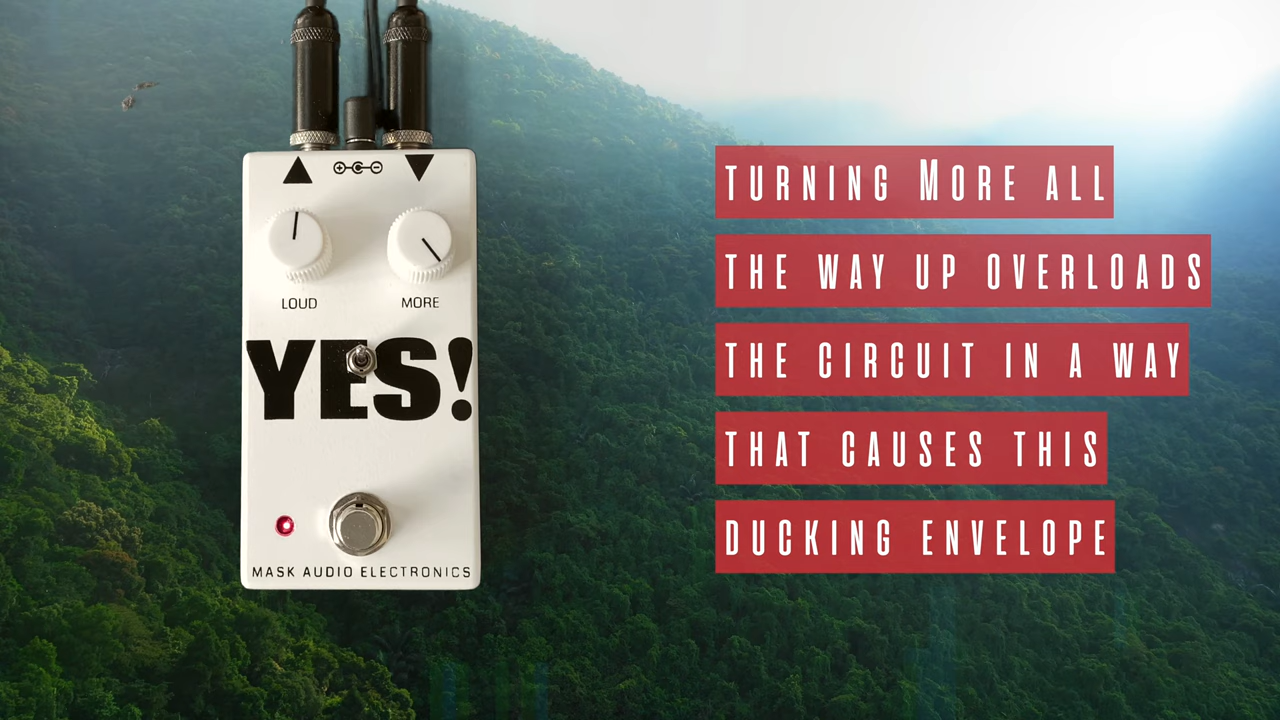 LOUD
MORE
YES!
MASK AUDIO ELECTRONICS
TURNING MORE ALL
THE WAY UP OVERLOADS
THE CIRCUIT IN A WAY
THAT CAUSES THIS
DUCKING ENVELOPE